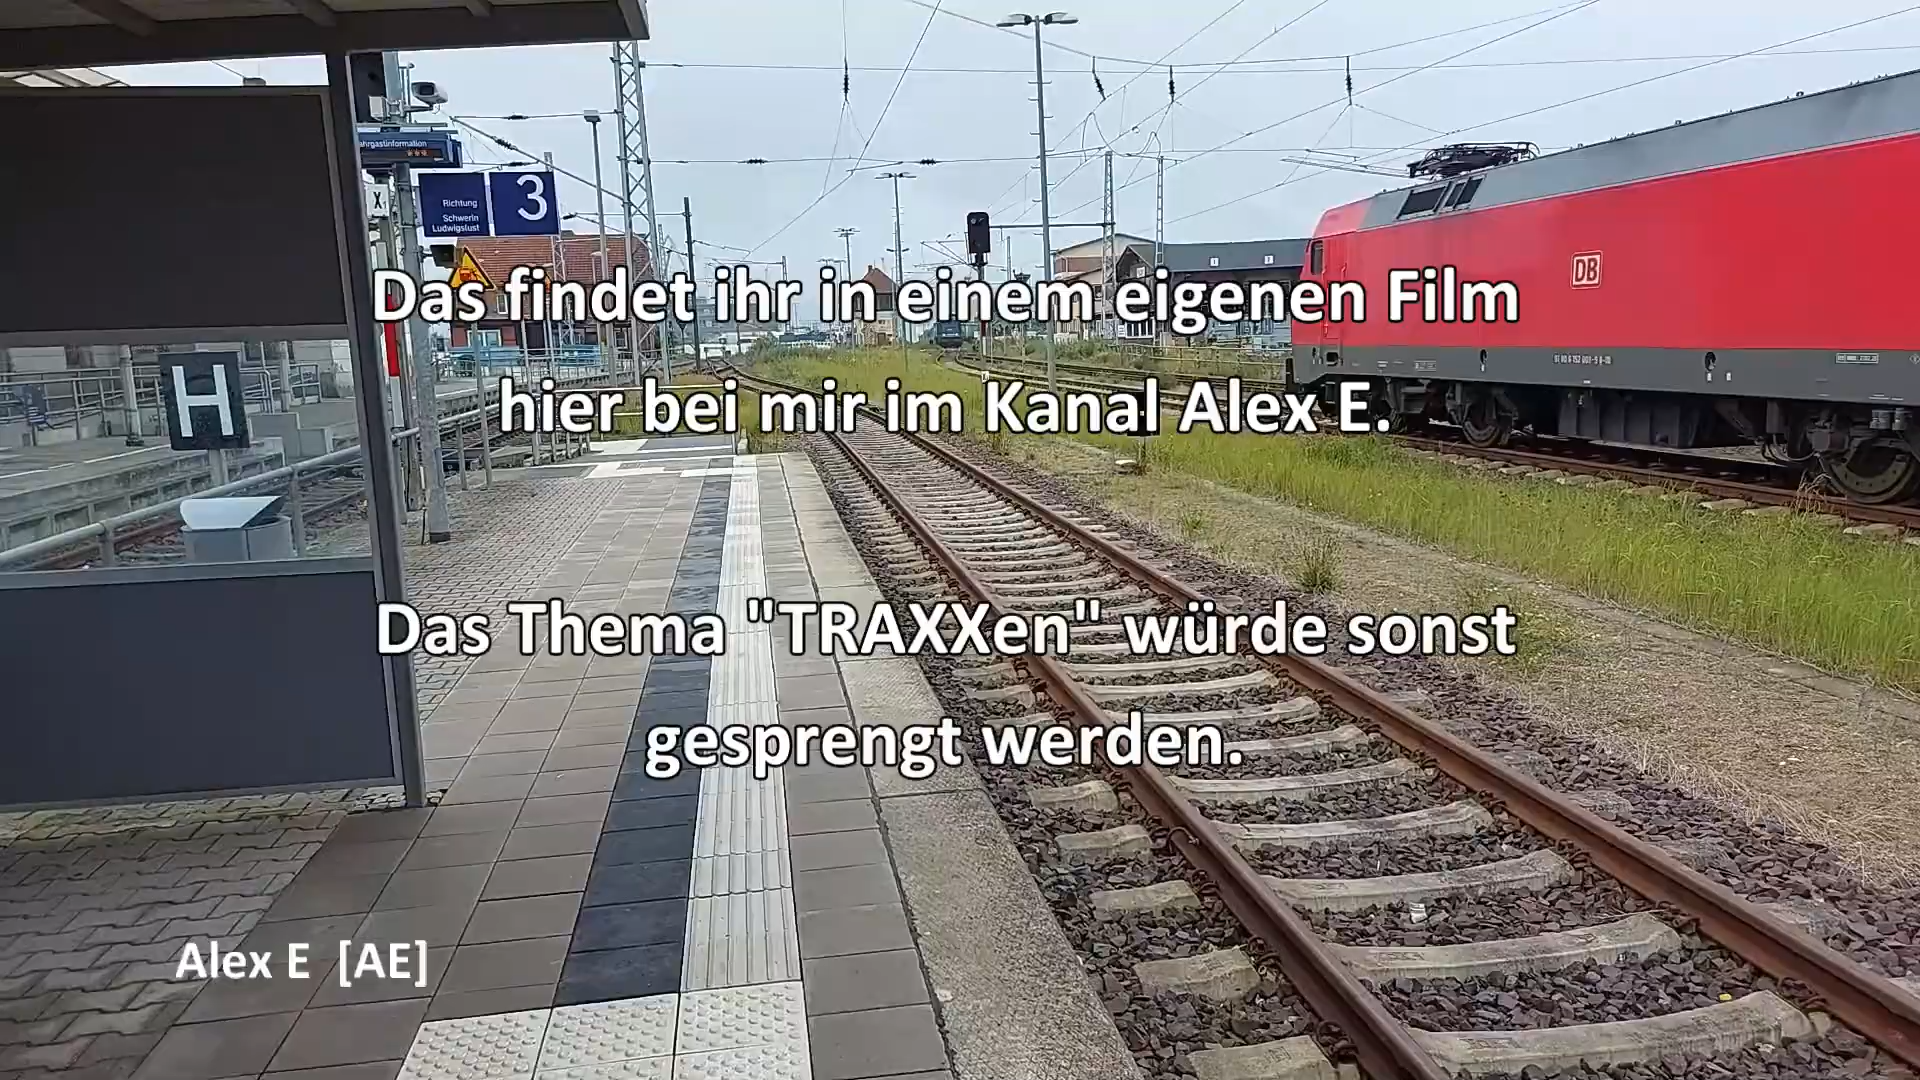 ahrgastinformation
Richtung
Schwerin
Ludwigslust
3
X
H
DB
Das findet ihr in einem eigenen Film
hier bei mir im Kanal Alex E.
Das Thema "TRAXXen" würde sonst
gesprengt werden.
Alex E [AE]